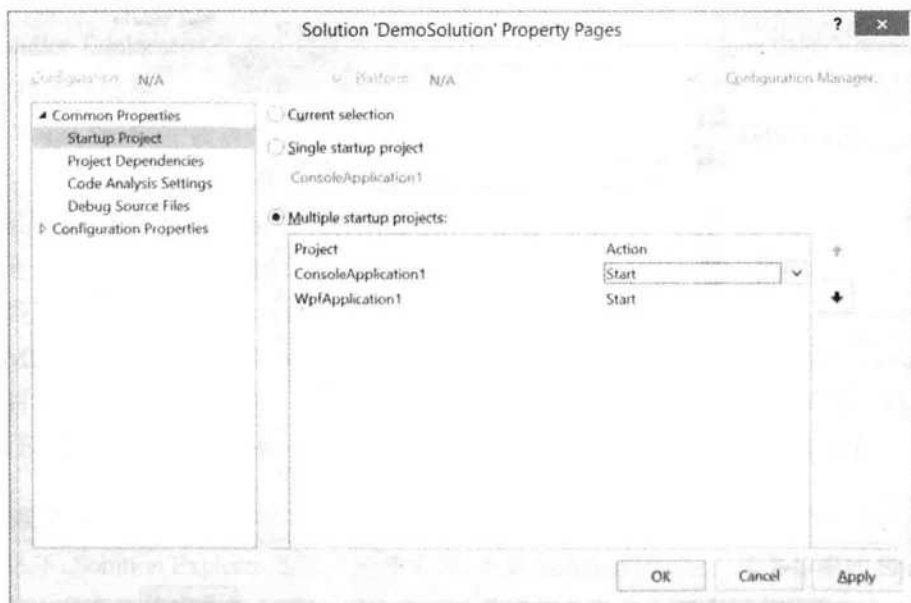 Solution 'DemoSolution' Property Pages
?
Configuration: N/A
Platform: N/A
Configuration Manager.
Common Properties
Startup Project
Project Dependencies
Code Analysis Settings
Debug Source Files
Configuration Properties
Current selection
Single startup project
ConsoleApplication1
Multiple startup projects:
Project Action
ConsoleApplication1 Start
WpfApplication1 Start
OK Cancel Apply